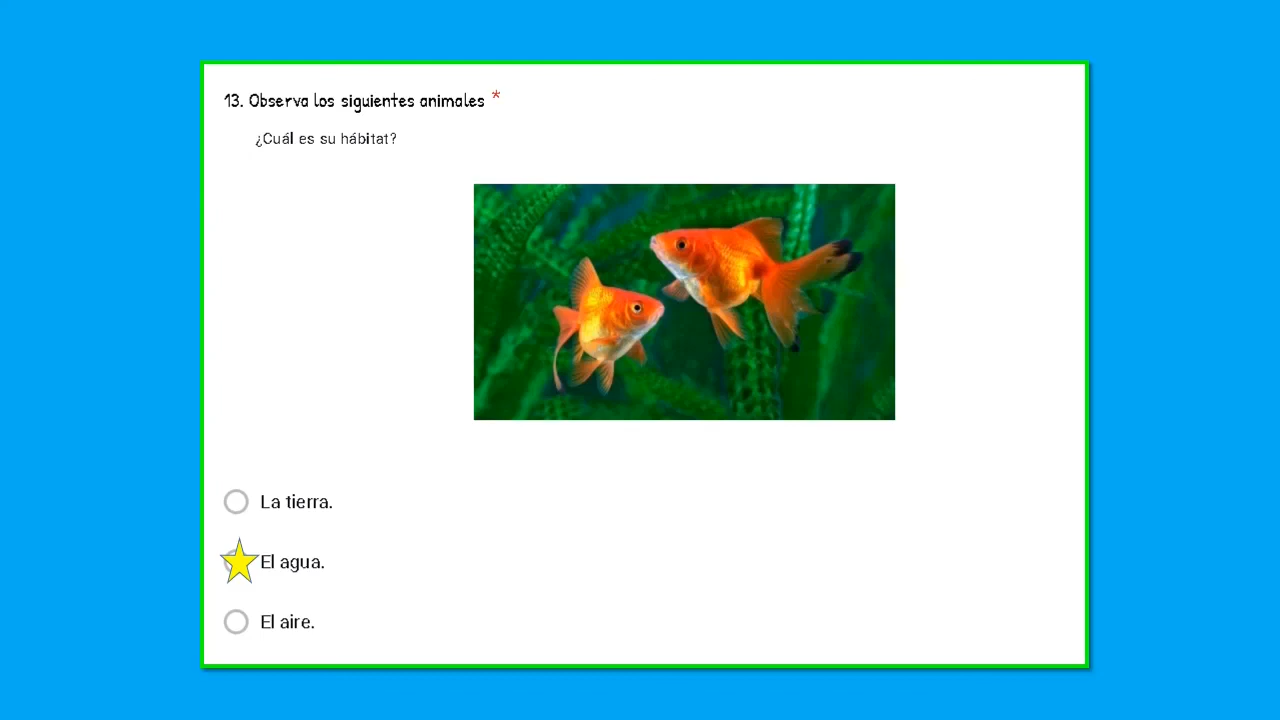 13. Observa los siguientes animales *
¿Cuál es su hábitat?
La tierra.
El agua.
El aire.